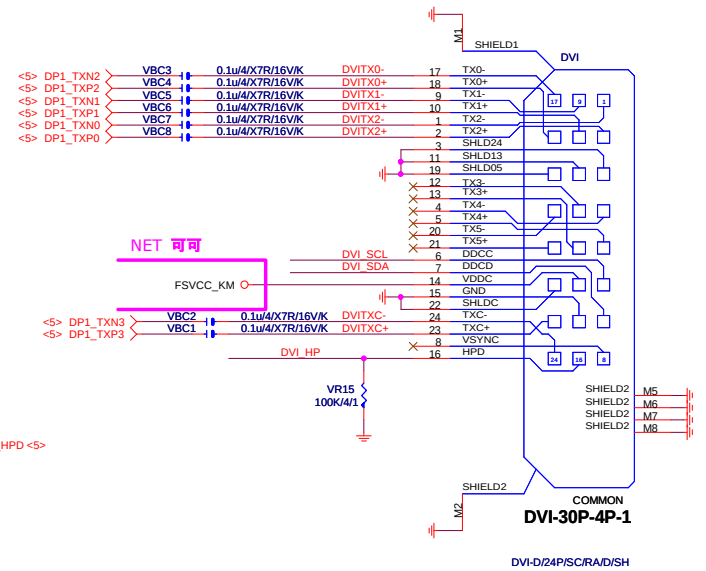 M1
SHIELD1
DVI
<5> DP1_TXN2 VBC3 0.1u/4/X7R/16V/K DVITX0- 17 TX0-
<5> DP1_TXP2 VBC4 0.1u/4/X7R/16V/K DVITX0+ 18 TX0+
<5> DP1_TXN1 VBC5 0.1u/4/X7R/16V/K DVITX1- 9 TX1-
<5> DP1_TXP1 VBC6 0.1u/4/X7R/16V/K DVITX1+ 10 TX1+
<5> DP1_TXN0 VBC7 0.1u/4/X7R/16V/K DVITX2- 1 TX2-
<5> DP1_TXP0 VBC8 0.1u/4/X7R/16V/K DVITX2+ 2 TX2+
17 9 1
3 SHLD24
11 SHLD13
19 SHLD05
12 TX3-
13 TX3+
4 TX4-
5 TX4+
20 TX5-
21 TX5+
NET 可可
DVI_SCL 6 DDCC
DVI_SDA 7 DDCD
FSVCC_KM 14 VDDC
15 GND
22 SHLDC
<5> DP1_TXN3 VBC2 0.1u/4/X7R/16V/K DVITXC- 24 TXC-
<5> DP1_TXP3 VBC1 0.1u/4/X7R/16V/K DVITXC+ 23 TXC+
8 VSYNC
DVI_HP 16 HPD
24 16 8
VR15
100K/4/1
SHIELD2 M5
SHIELD2 M6
SHIELD2 M7
SHIELD2 M8
_HPD <5>
SHIELD2
M2
COMMON
DVI-30P-4P-1
DVI-D/24P/SC/RA/D/SH